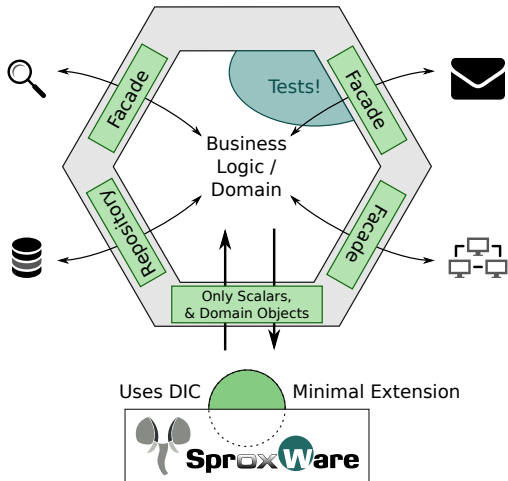 Facade
Tests!
Facade
Business
Logic /
Domain
Repository
Facade
Only Scalars,
& Domain Objects
Uses DIC
Minimal Extension
SproxWare